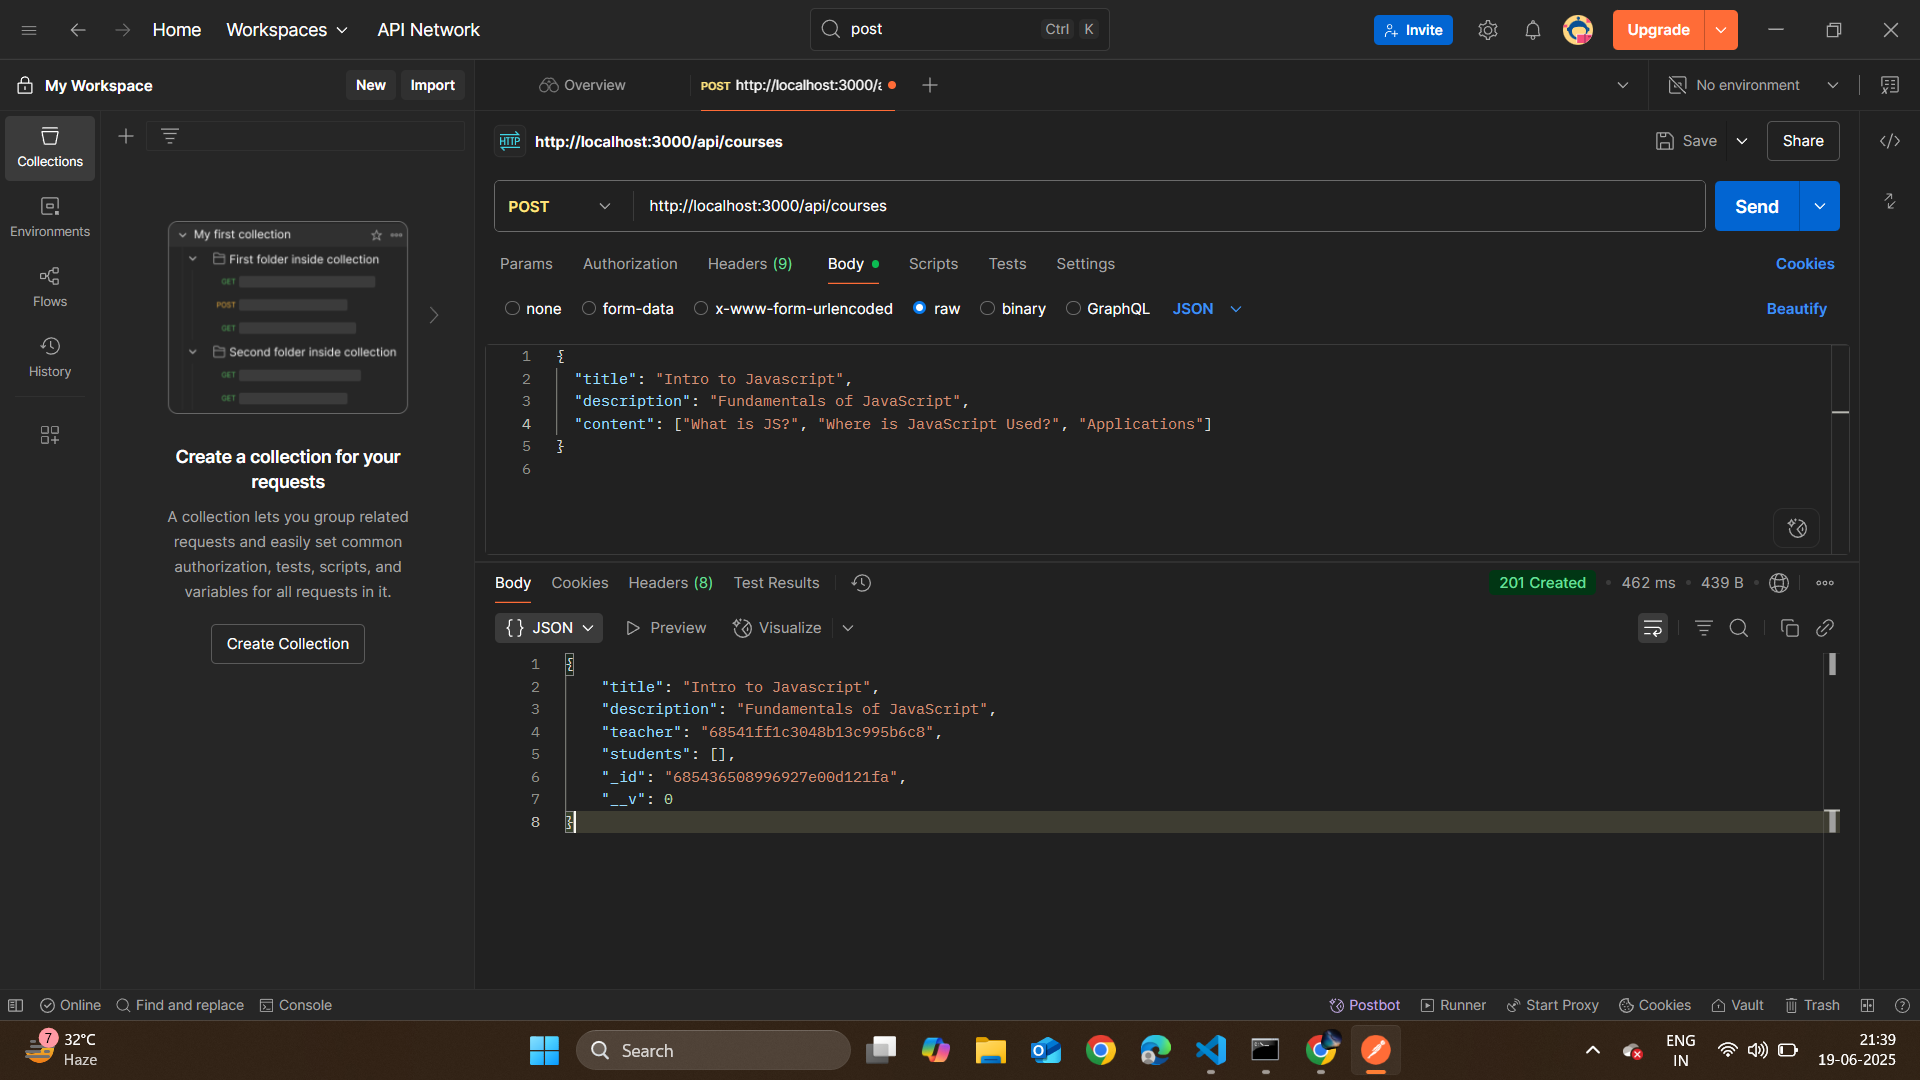 Home
Workspaces
API Network
post
Ctrl K
Invite
Upgrade
My Workspace
New
Import
Overview
POST http://localhost:3000/a
No environment
Collections
Environments
Flows
History
My first collection
First folder inside collection
GET
POST
GET
Second folder inside collection
GET
GET
Create a collection for your
requests
A collection lets you group related
requests and easily set common
authorization, tests, scripts, and
variables for all requests in it.
Create Collection
HTTP http://localhost:3000/api/courses
Save
Share
POST
http://localhost:3000/api/courses
Send
Params
Authorization
Headers (9)
Body
Scripts
Tests
Settings
Cookies
none
form-data
x-www-form-urlencoded
raw
binary
GraphQL
JSON
Beautify
1 {
2 "title": "Intro to Javascript",
3 "description": "Fundamentals of JavaScript",
4 "content": ["What is JS?", "Where is JavaScript Used?", "Applications"]
5 }
6
Body
Cookies
Headers (8)
Test Results
201 Created
462 ms
439 B
{} JSON
Preview
Visualize
1 {
2 "title": "Intro to Javascript",
3 "description": "Fundamentals of JavaScript",
4 "teacher": "68541ff1c3048b13c995b6c8",
5 "students": [],
6 "_id": "685436508996927e00d121fa",
7 "__v": 0
8 }
Online
Find and replace
Console
Postbot
Runner
Start Proxy
Cookies
Vault
Trash
7
32°C
Haze
Search
ENG
IN
21:39
19-06-2025